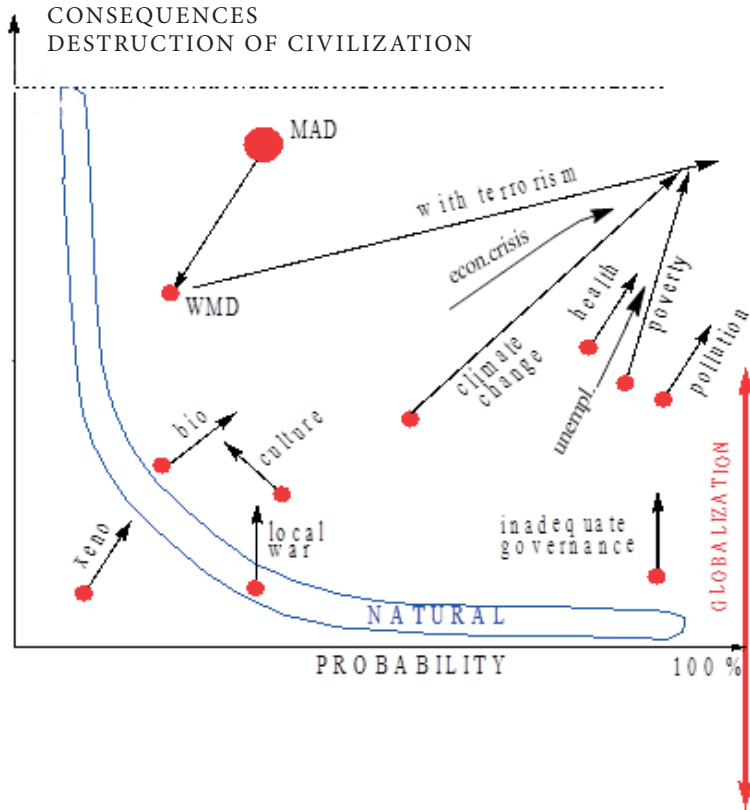 CONSEQUENCES
DESTRUCTION OF CIVILIZATION
MAD
with terrorism
econ.crisis
WMD
health
poverty
pollution
climate
change
unempl.
bio
culture
xeno
local
war
inadequate
governance
GLOBALIZATION
NATURAL
PROBABILITY
100 %